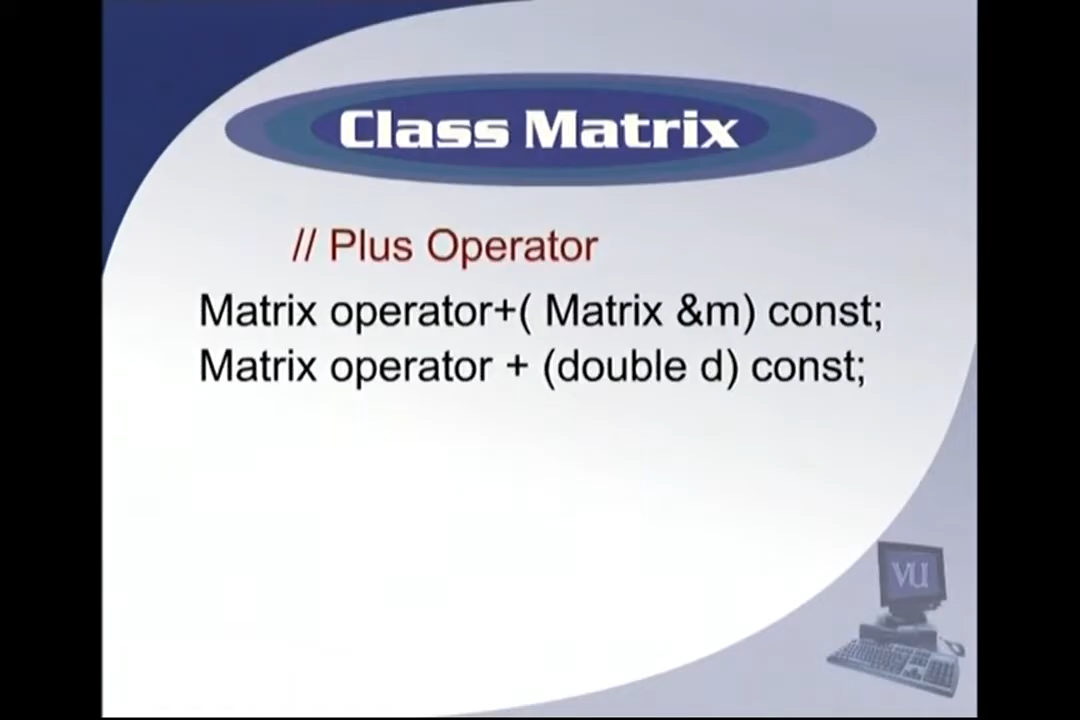 Class Matrix
// Plus Operator
Matrix operator+( Matrix &m) const;
Matrix operator + (double d) const;
VU